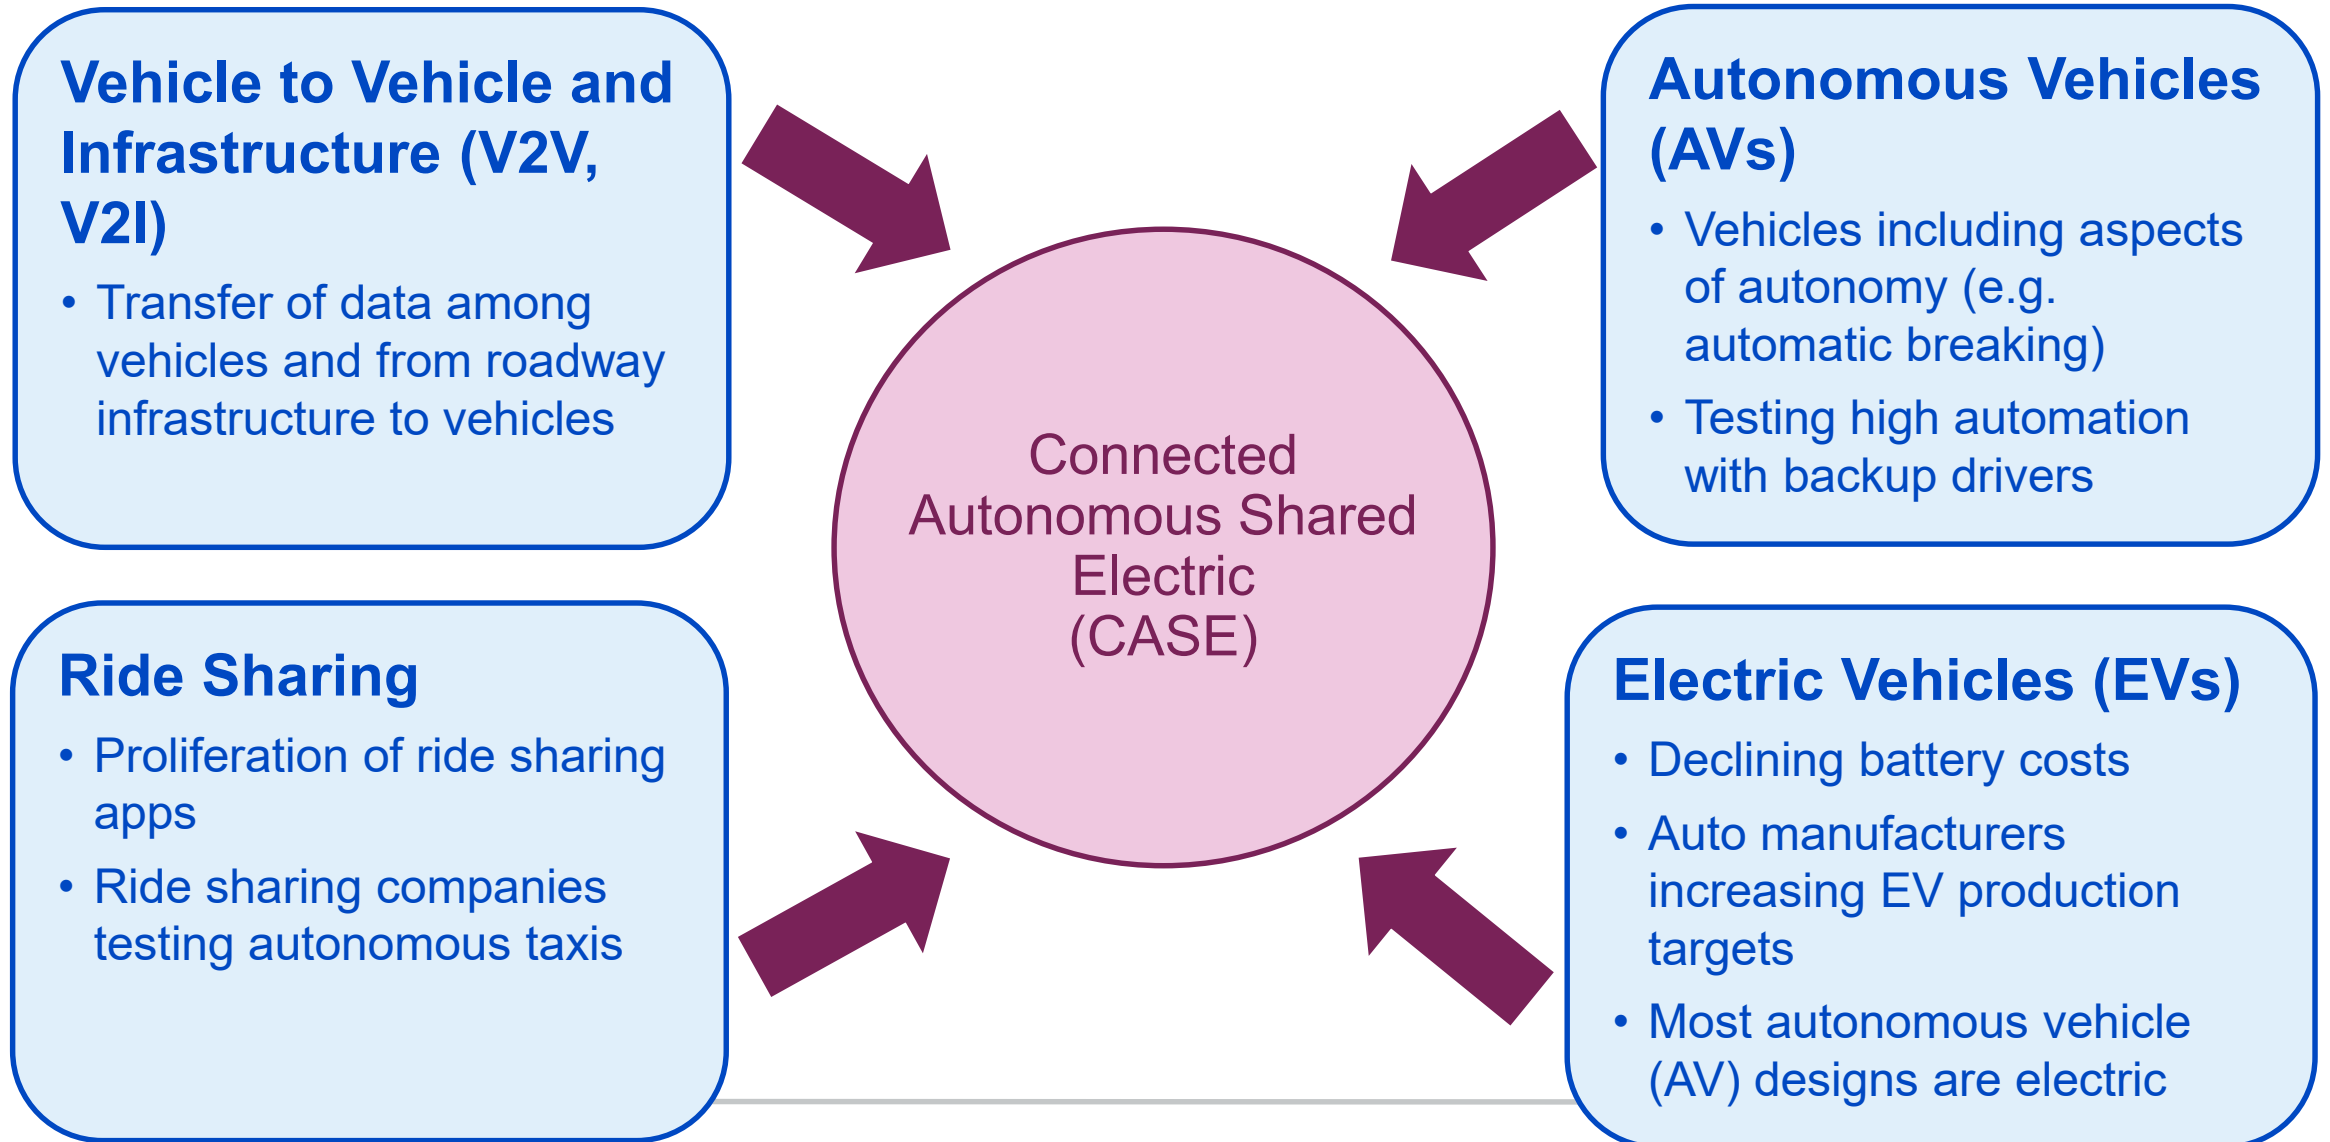 Vehicle to Vehicle and
Infrastructure (V2V,
V2I)
• Transfer of data among
vehicles and from roadway
infrastructure to vehicles
Autonomous Vehicles
(AVs)
• Vehicles including aspects
of autonomy (e.g.
automatic breaking)
• Testing high automation
with backup drivers
Connected
Autonomous Shared
Electric
(CASE)
Ride Sharing
• Proliferation of ride sharing
apps
• Ride sharing companies
testing autonomous taxis
Electric Vehicles (EVs)
• Declining battery costs
• Auto manufacturers
increasing EV production
targets
• Most autonomous vehicle
(AV) designs are electric